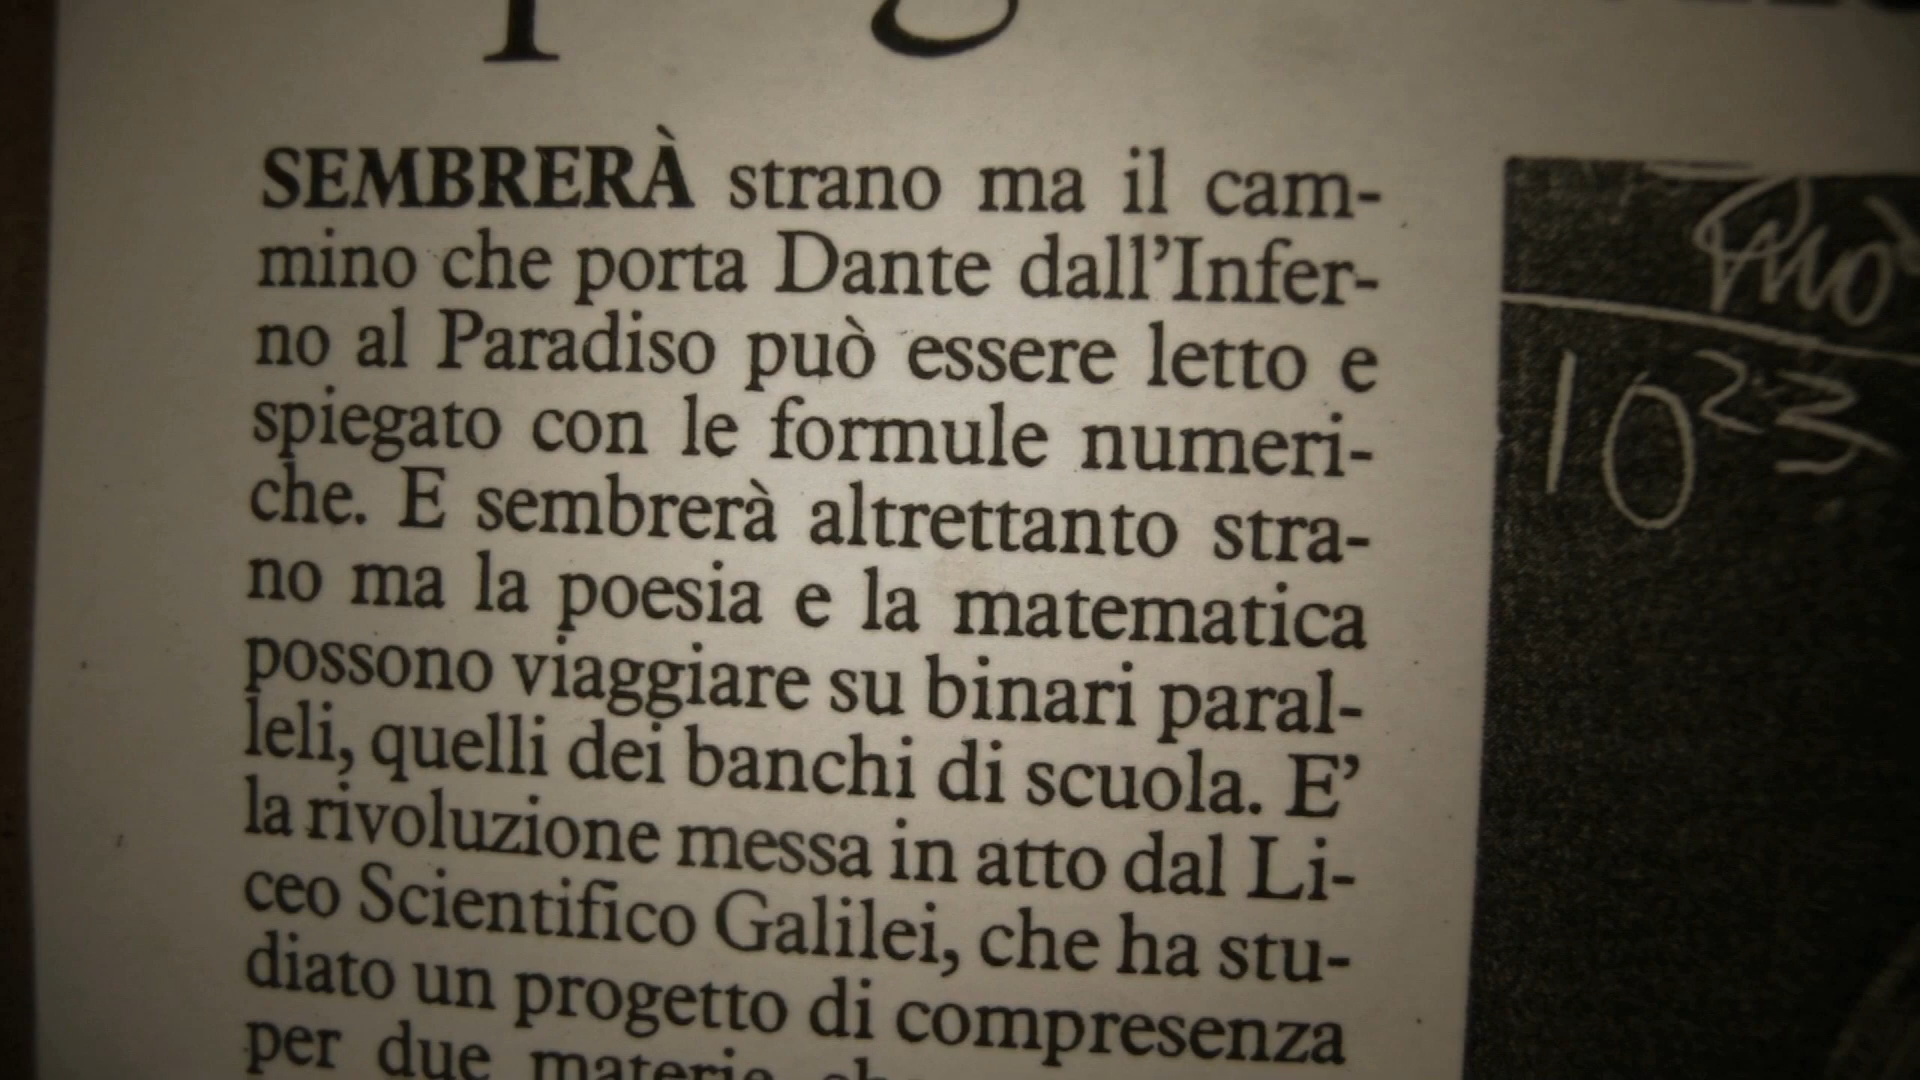 SEMBRERÀ strano ma il cam-
mino che porta Dante dall'Infer-
no al Paradiso può essere letto e
spiegato con le formule numeri-
che. E sembrerà altrettanto stra-
no ma la poesia e la matematica
possono viaggiare su binari paral-
leli, quelli dei banchi di scuola. E'
la rivoluzione messa in atto dal Li-
ceo Scientifico Galilei, che ha stu-
diato un progetto di compresenza
per due materie
10²³